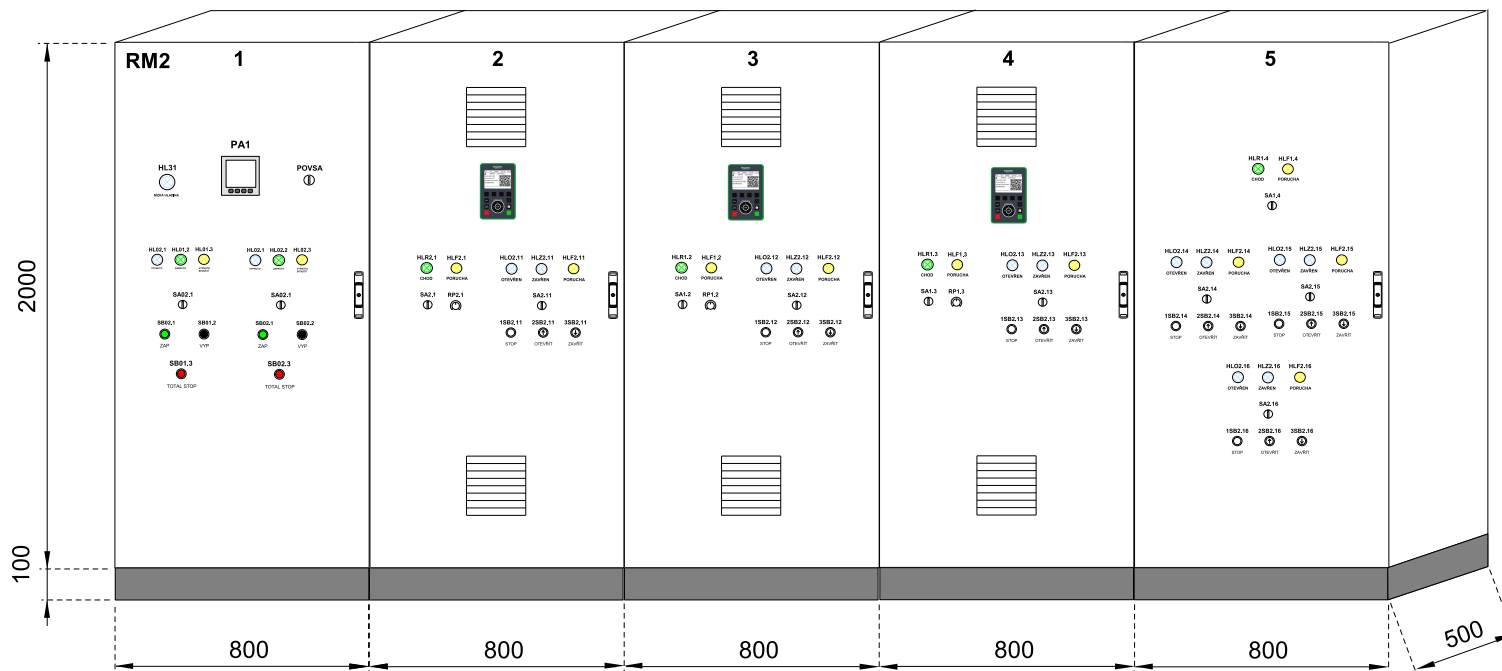 RM2 1
2
3
4
5
PA1
HL31
NÍZKÁ HLADINA
POVSA
HL02,1 HL01,2 HL01.3
HL02.1 HL02.2 HL02,3
SA02,1
SA02.1
SB02,1 SB01,2
SB02.1 SB02.2
ZAP VYP
ZAP VYP
SB01.3
SB02.3
TOTAL STOP
TOTAL STOP
HLR2,1 HLF2.1
HLO2.11 HLZ2,11 HLF2,11
CHOD PORUCHA
OTEVŘEN ZAVŘEN PORUCHA
SA2,1 RP2.1
SA2.11
1SB2,11 2SB2,11 3SB2,11
STOP OTEVŘÍT ZAVŘÍT
HLR1.2 HLF1,2
HLO2.12 HLZ2,12 HLF2.12
CHOD PORUCHA
OTEVŘEN ZAVŘEN PORUCHA
SA1.2 RP1,2
SA2.12
1SB2.12 2SB2.12 3SB2.12
STOP OTEVŘÍT ZAVŘÍT
HLR1.3 HLF1,3
HLO2.13 HLZ2.13 HLF2.13
CHOD PORUCHA
OTEVŘEN ZAVŘEN PORUCHA
SA1.3 RP1,3
SA2.13
1SB2.13 2SB2.13 3SB2.13
STOP OTEVŘÍT ZAVŘÍT
HLR1.4 HLF1,4
CHOD PORUCHA
SA1,4
HLO2.14 HLZ2.14 HLF2.14
OTEVŘEN ZAVŘEN PORUCHA
SA2.14
1SB2.14 2SB2.14 3SB2.14
STOP OTEVŘÍT ZAVŘÍT
HLO2.15 HLZ2.15 HLF2.15
OTEVŘEN ZAVŘEN PORUCHA
SA2,15
1SB2.15 2SB2,15 3SB2,15
STOP OTEVŘÍT ZAVŘÍT
HLO2.16 HLZ2.16 HLF2.16
OTEVŘEN ZAVŘEN PORUCHA
SA2.16
1SB2.16 2SB2.16 3SB2.16
STOP OTEVŘÍT ZAVŘÍT
2000
100
800
800
800
800
800
500